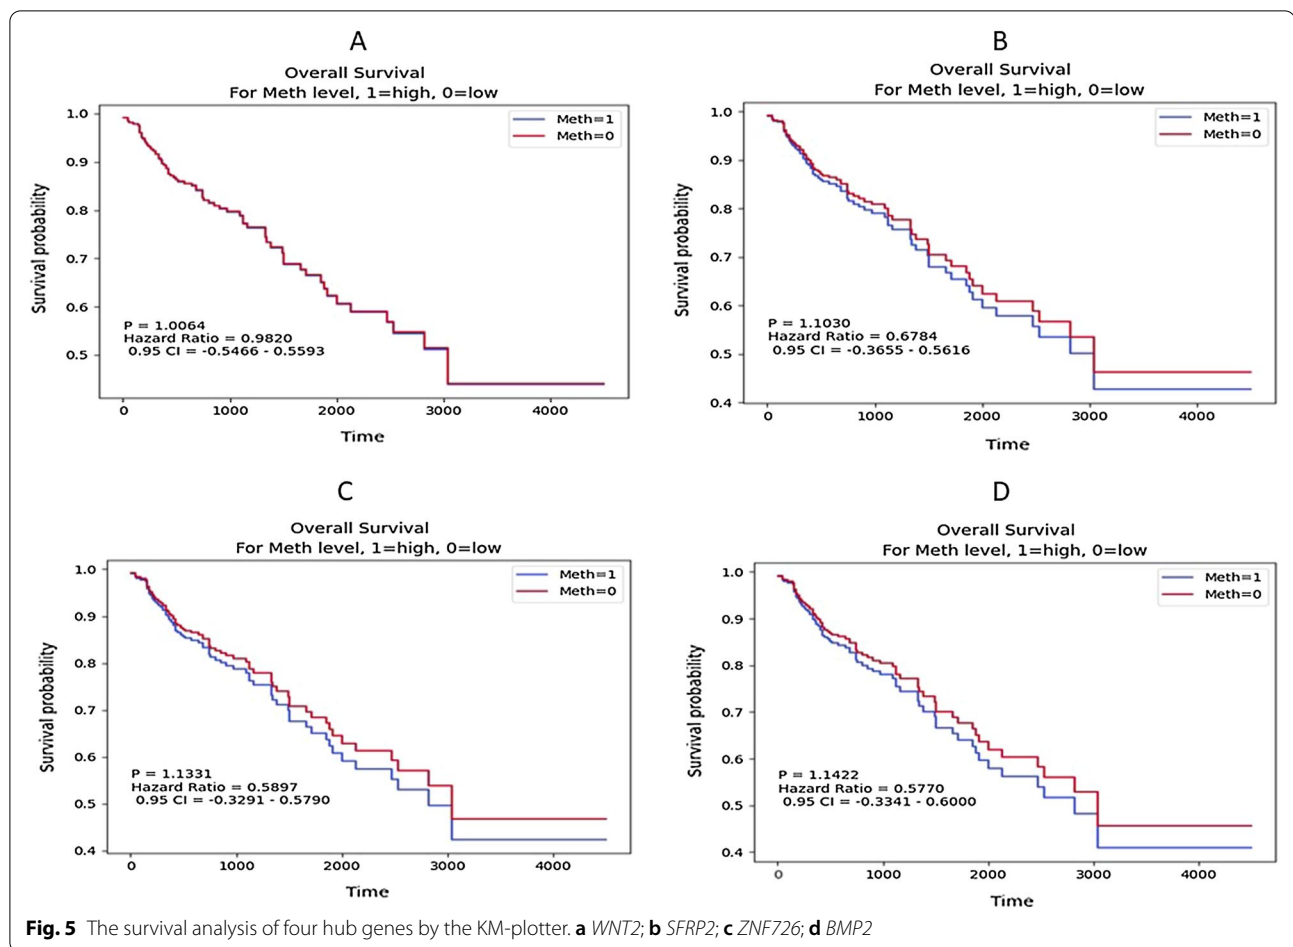 A
Overall Survival
For Meth level, 1=high, 0=low
Meth=1
Meth=0
1.0
0.9
0.8
0.7
0.6
0.5
Survival probability
P = 1.0064
Hazard Ratio = 0.9820
0.95 CI = -0.5466 - 0.5593
0 1000 2000 3000 4000
Time
B
Overall Survival
For Meth level, 1=high, 0=low
Meth=1
Meth=0
1.0
0.9
0.8
0.7
0.6
0.5
0.4
Survival probability
P = 1.1030
Hazard Ratio = 0.6784
0.95 CI = -0.3655 - 0.5616
0 1000 2000 3000 4000
Time
C
Overall Survival
For Meth level, 1=high, 0=low
Meth=1
Meth=0
1.0
0.9
0.8
0.7
0.6
0.5
0.4
Survival probability
P = 1.1331
Hazard Ratio = 0.5897
0.95 CI = -0.3291 - 0.5790
0 1000 2000 3000 4000
Time
D
Overall Survival
For Meth level, 1=high, 0=low
Meth=1
Meth=0
1.0
0.9
0.8
0.7
0.6
0.5
0.4
Survival probability
P = 1.1422
Hazard Ratio = 0.5770
0.95 CI = -0.3341 - 0.6000
0 1000 2000 3000 4000
Time
Fig. 5 The survival analysis of four hub genes by the KM-plotter. a WNT2; b SFRP2; c ZNF726; d BMP2